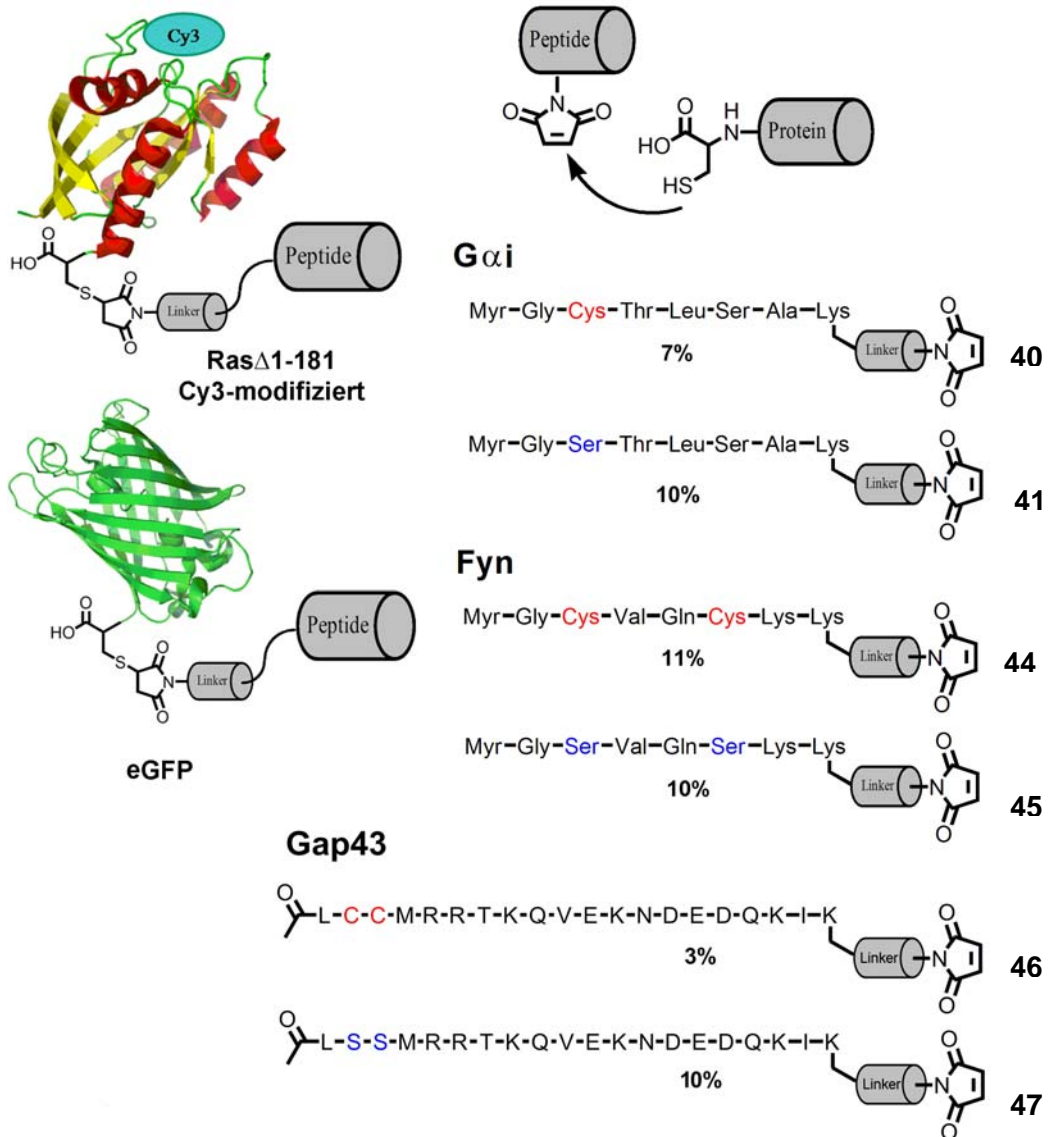 Cy3
Peptide
O
N
O
O
HO
H
N
Protein
HS
O
HO
S
O
N
O
Linker
Peptide
RasΔ1-181
Cy3-modifiziert
Gαi
Myr-Gly-Cys-Thr-Leu-Ser-Ala-Lys
7%
Linker
N
O
O
40
Myr-Gly-Ser-Thr-Leu-Ser-Ala-Lys
10%
Linker
N
O
O
41
O
HO
S
O
N
O
Linker
Peptide
eGFP
Fyn
Myr-Gly-Cys-Val-Gln-Cys-Lys-Lys
11%
Linker
N
O
O
44
Myr-Gly-Ser-Val-Gln-Ser-Lys-Lys
10%
Linker
N
O
O
45
Gap43
O
L-C-C-M-R-R-T-K-Q-V-E-K-N-D-E-D-Q-K-I-K
3%
Linker
N
O
O
46
O
L-S-S-M-R-R-T-K-Q-V-E-K-N-D-E-D-Q-K-I-K
10%
Linker
N
O
O
47